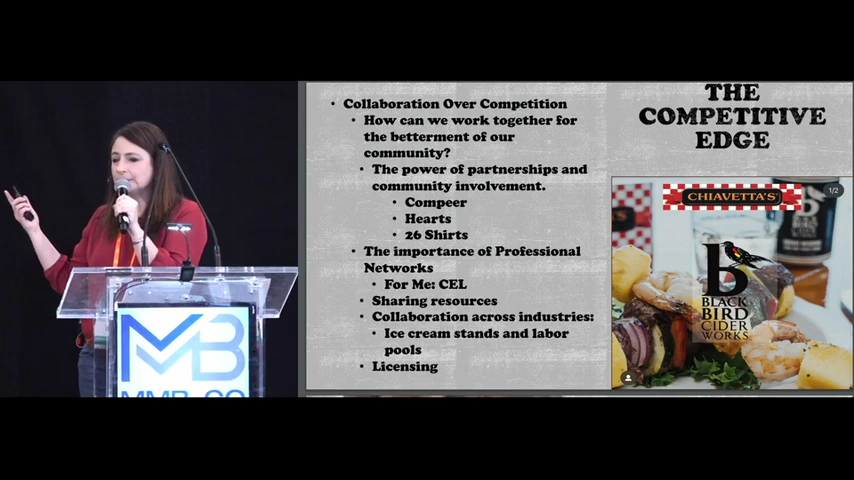 • Collaboration Over Competition
• How can we work together for
the betterment of our
community?
• The power of partnerships and
community involvement.
• Compeer
• Hearts
• 26 Shirts
• The importance of Professional
Networks
• For Me: CEL
• Sharing resources
• Collaboration across industries:
• Ice cream stands and labor
pools
• Licensing
THE
COMPETITIVE
EDGE
1/2
CHIAVETTA'S
b
BLACK
BIRD
CIDER
WORKS
MB
MMB.CO